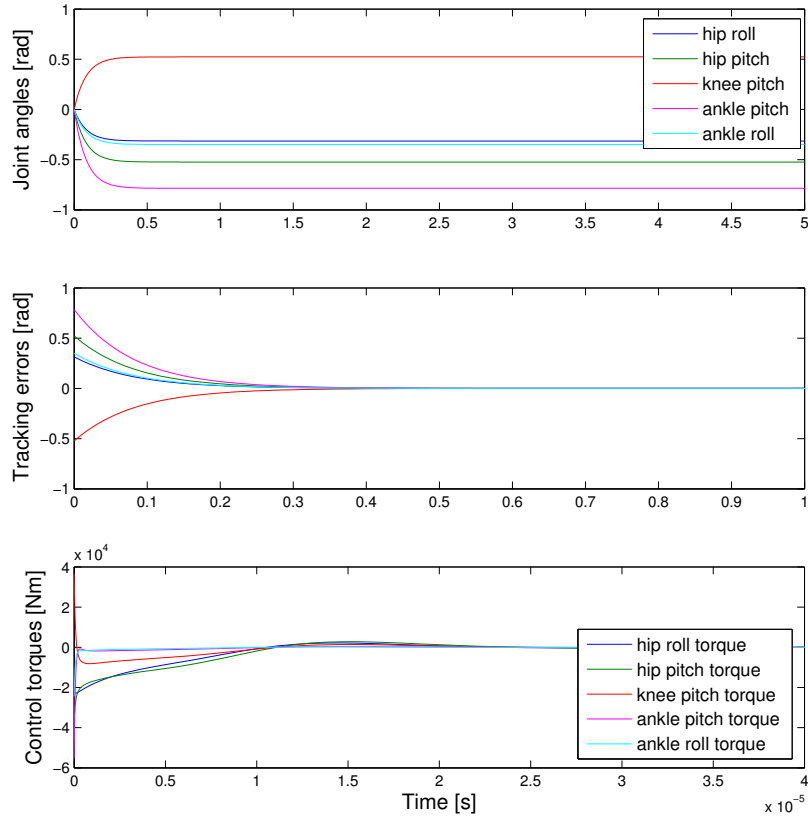 Joint angles [rad]
1
0.5
0
−0.5
−1
0 0.5 1 1.5 2 2.5 3 3.5 4 4.5 5
hip roll
hip pitch
knee pitch
ankle pitch
ankle roll
Tracking errors [rad]
1
0.5
0
−0.5
−1
0 0.1 0.2 0.3 0.4 0.5 0.6 0.7 0.8 0.9 1
Control torques [Nm]
x 10^4
4
2
0
−2
−4
−6
0 0.5 1 1.5 2 2.5 3 3.5 4
hip roll torque
hip pitch torque
knee pitch torque
ankle pitch torque
ankle roll torque
Time [s]
x 10^−5